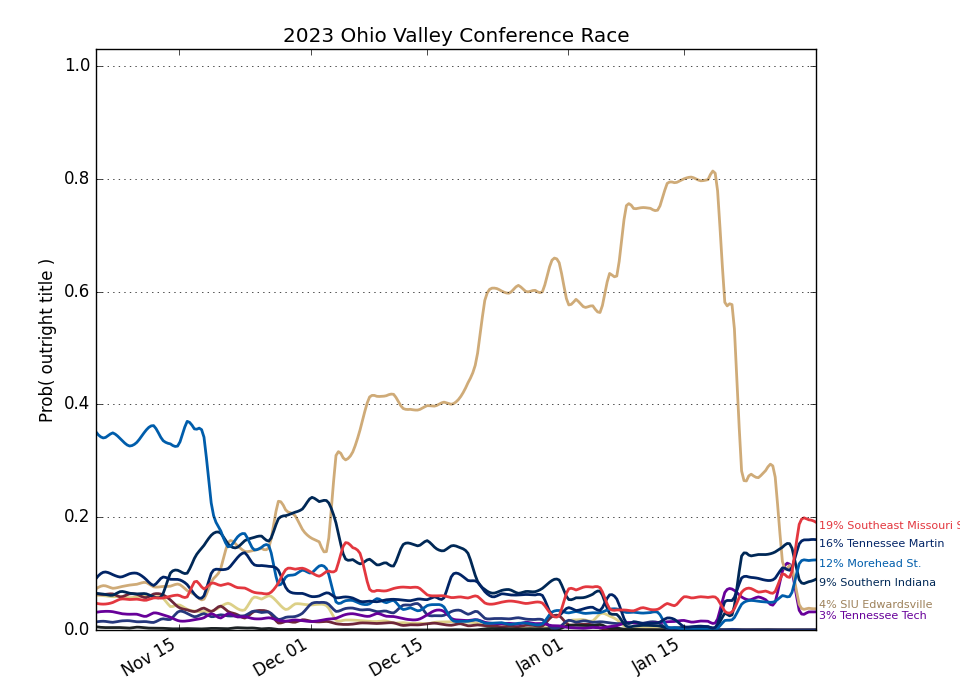 2023 Ohio Valley Conference Race
1.0
0.8
0.6
0.4
0.2
0.0
Prob( outright title )
Nov 15
Dec 01
Dec 15
Jan 01
Jan 15
19% Southeast Missouri S
16% Tennessee Martin
12% Morehead St.
9% Southern Indiana
4% SIU Edwardsville
3% Tennessee Tech